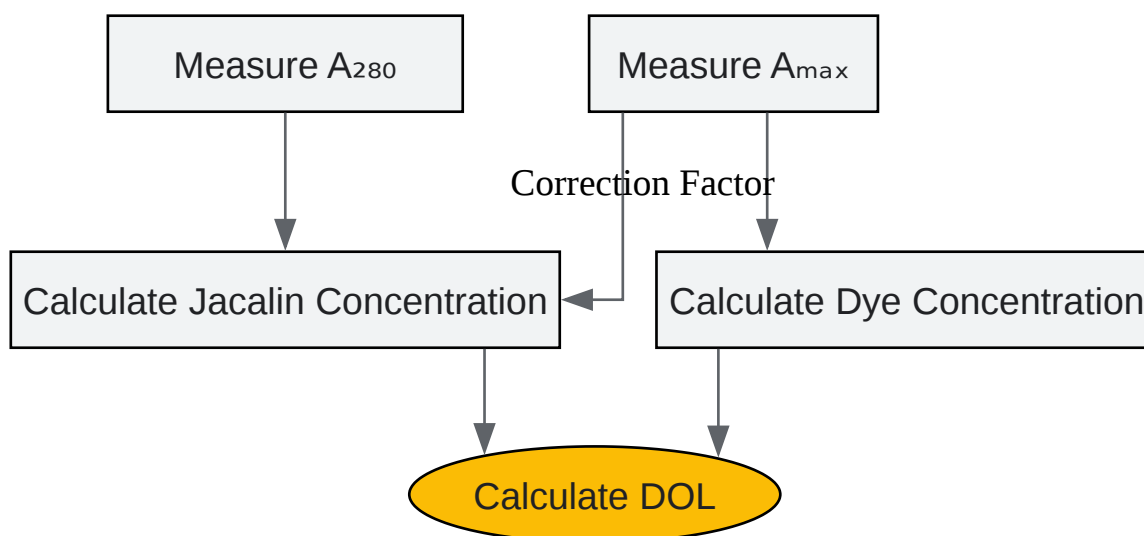 Measure A₂₈₀
Measure Aₘₐₓ
Correction Factor
Calculate Jacalin Concentration
Calculate Dye Concentration
Calculate DOL